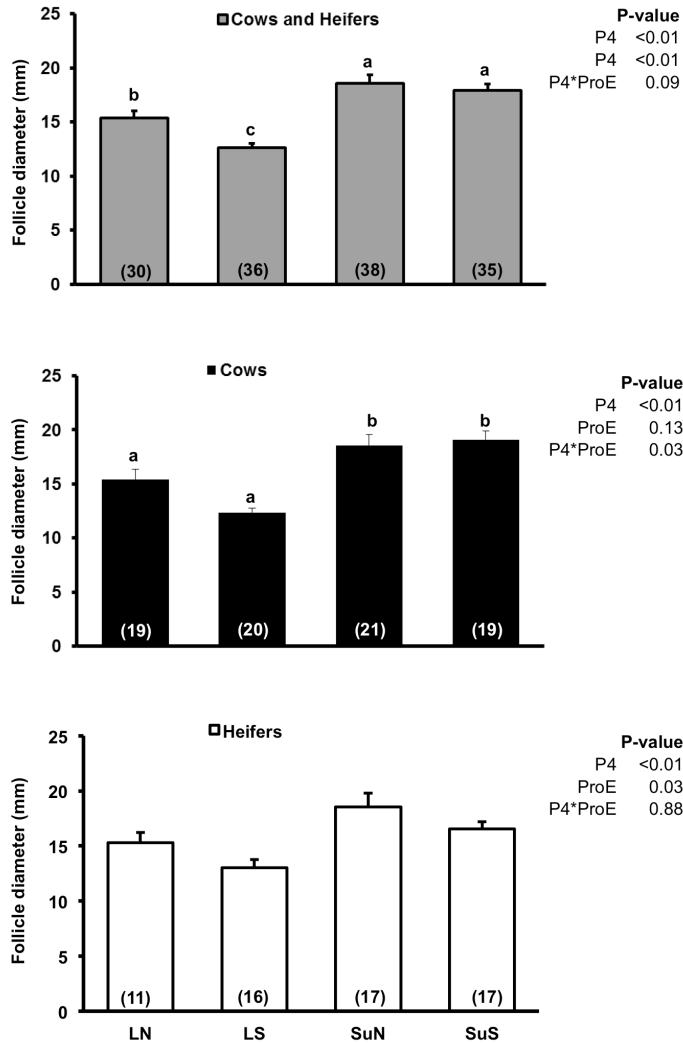 Cows and Heifers
P-value
P4 <0.01
P4 <0.01
P4*ProE 0.09
Follicle diameter (mm)
25
20
15
10
5
0
b
c
a
a
(30)
(36)
(38)
(35)
Cows
P-value
P4 <0.01
ProE 0.13
P4*ProE 0.03
Follicle diameter (mm)
25
20
15
10
5
0
a
a
b
b
(19)
(20)
(21)
(19)
Heifers
P-value
P4 <0.01
ProE 0.03
P4*ProE 0.88
Follicle diameter (mm)
25
20
15
10
5
0
(11)
(16)
(17)
(17)
LN
LS
SuN
SuS